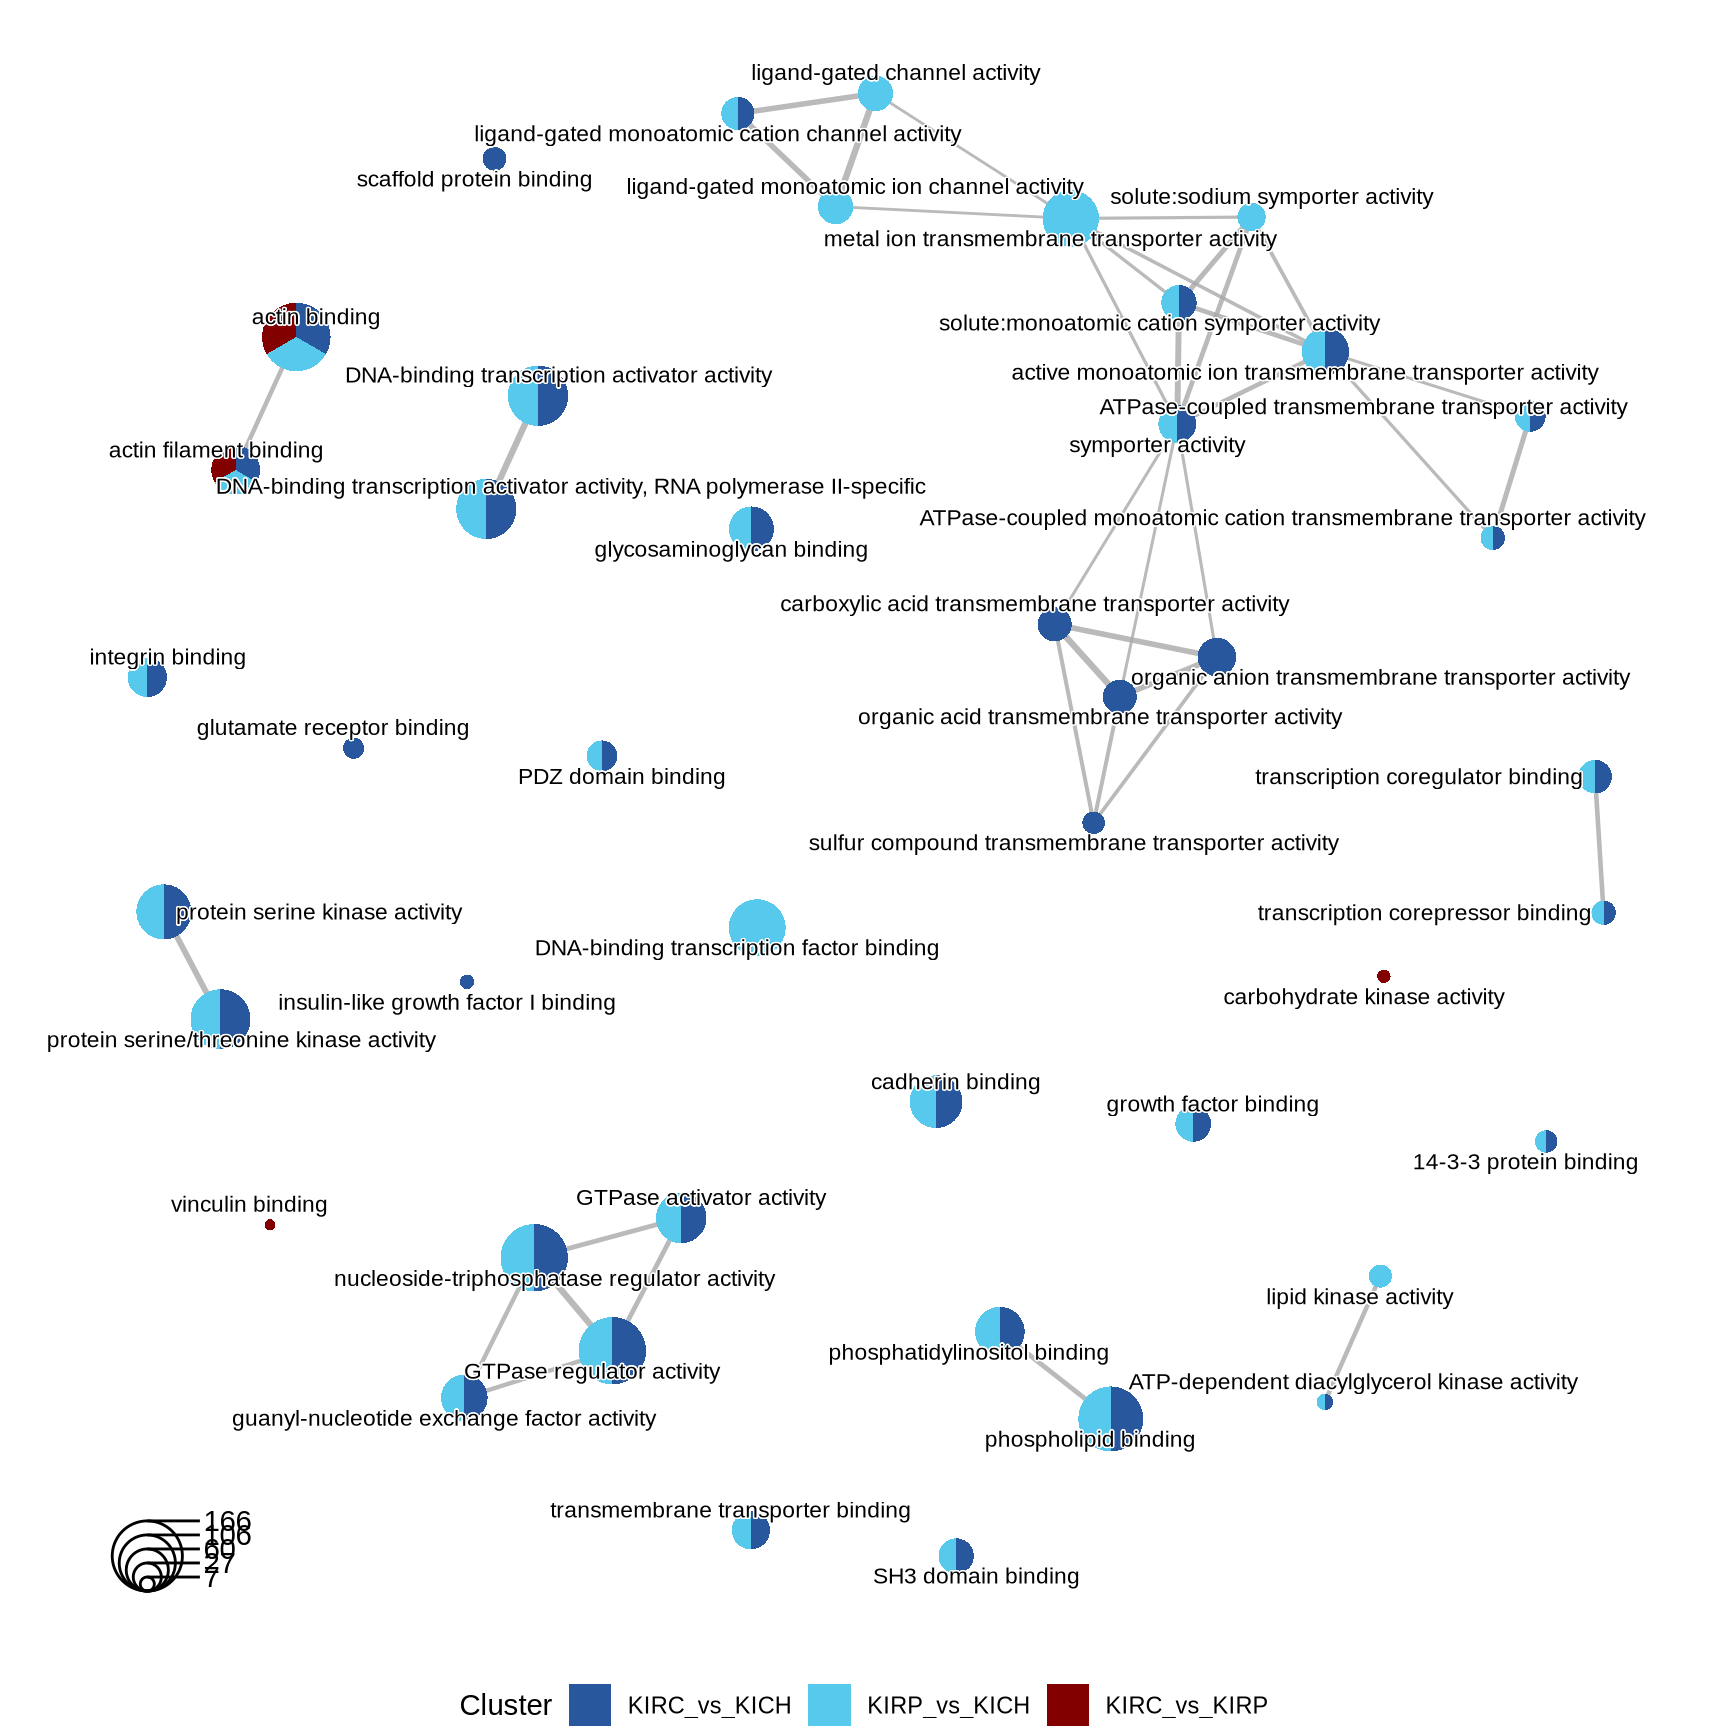 ligand-gated channel activity
ligand-gated monoatomic cation channel activity
scaffold protein binding
ligand-gated monoatomic ion channel activity
solute:sodium symporter activity
metal ion transmembrane transporter activity
actin binding
solute:monoatomic cation symporter activity
DNA-binding transcription activator activity
active monoatomic ion transmembrane transporter activity
ATPase-coupled transmembrane transporter activity
symporter activity
actin filament binding
DNA-binding transcription activator activity, RNA polymerase II-specific
ATPase-coupled monoatomic cation transmembrane transporter activity
glycosaminoglycan binding
carboxylic acid transmembrane transporter activity
integrin binding
organic anion transmembrane transporter activity
organic acid transmembrane transporter activity
glutamate receptor binding
PDZ domain binding
transcription coregulator binding
sulfur compound transmembrane transporter activity
protein serine kinase activity
transcription corepressor binding
DNA-binding transcription factor binding
insulin-like growth factor I binding
carbohydrate kinase activity
protein serine/threonine kinase activity
cadherin binding
growth factor binding
14-3-3 protein binding
vinculin binding
GTPase activator activity
nucleoside-triphosphatase regulator activity
lipid kinase activity
phosphatidylinositol binding
GTPase regulator activity
ATP-dependent diacylglycerol kinase activity
guanyl-nucleotide exchange factor activity
phospholipid binding
transmembrane transporter binding
SH3 domain binding
166
106
60
27
7
Cluster KIRC_vs_KICH KIRP_vs_KICH KIRC_vs_KIRP